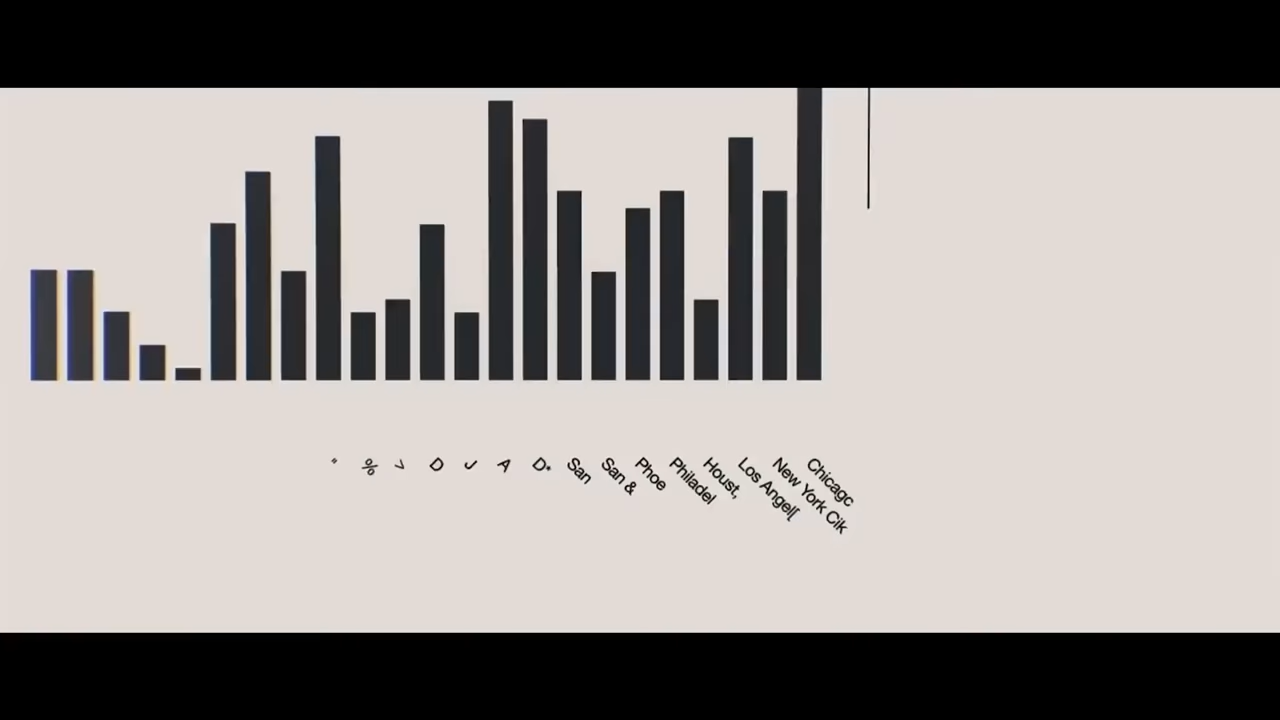 "
%
>
D
J
A
D*
San
San &
Phoe
Philadel
Houst,
Los Angel[
New York Cik
Chicagc